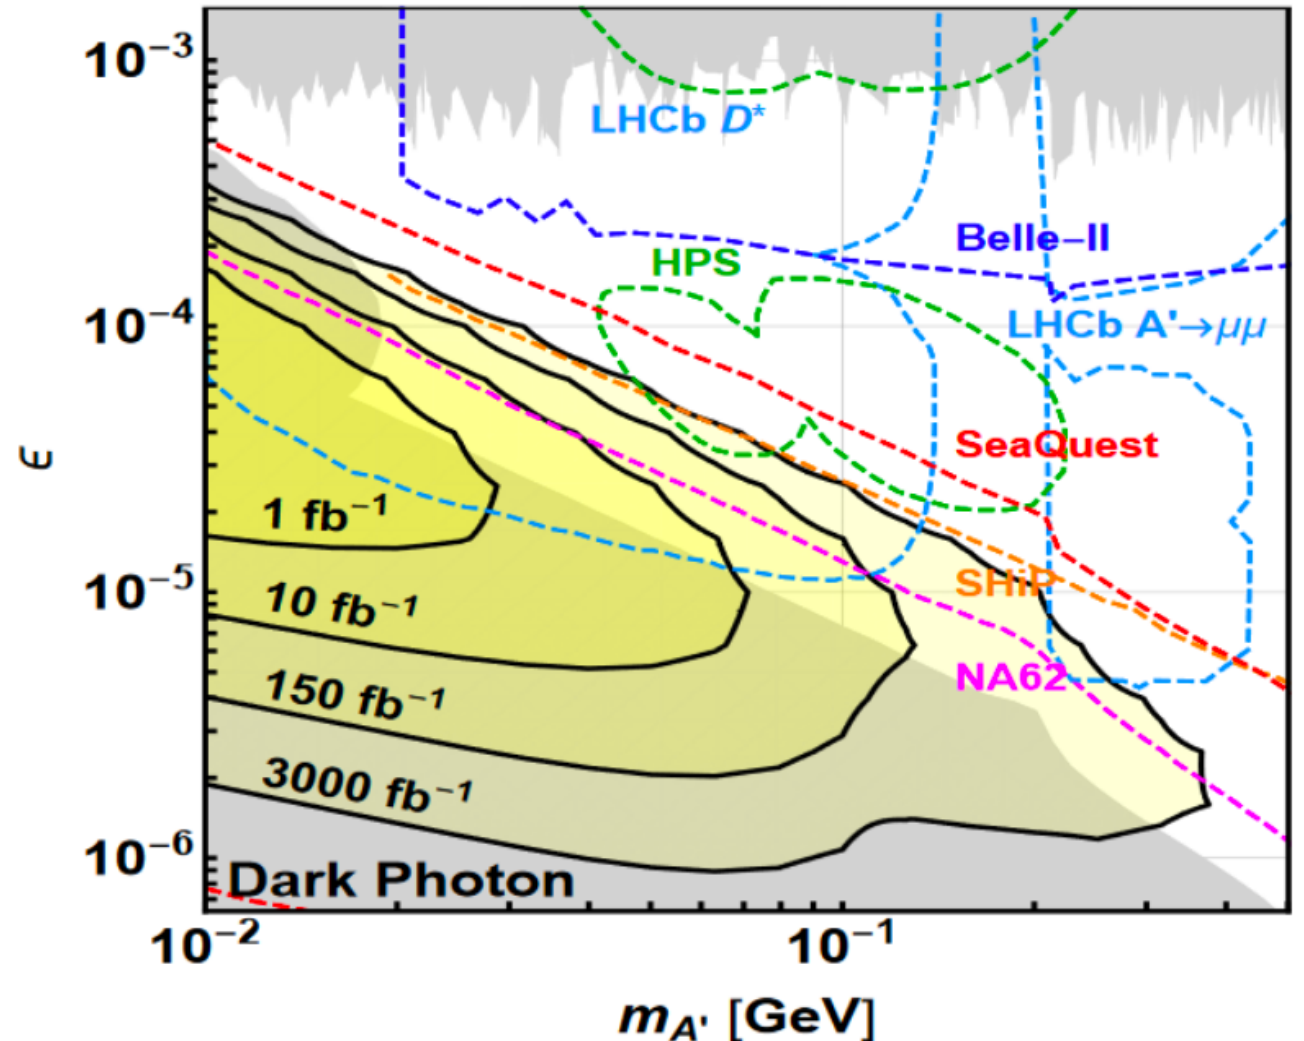 10⁻³
LHCb D*
Belle–II
HPS
10⁻⁴
LHCb A'→μμ
ϵ
SeaQuest
1 fb⁻¹
10⁻⁵
SHiP
10 fb⁻¹
NA62
150 fb⁻¹
3000 fb⁻¹
10⁻⁶
Dark Photon
10⁻² 10⁻¹
m_A' [GeV]